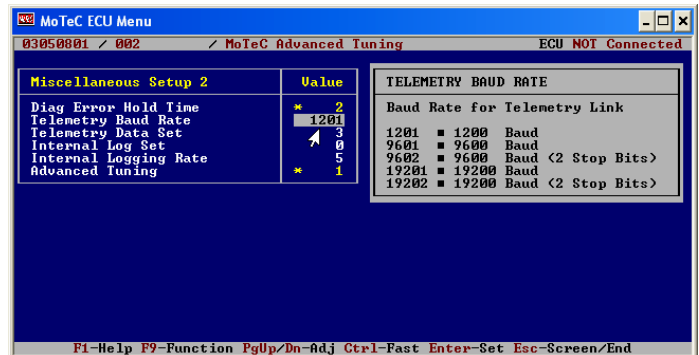 MoTeC ECU Menu
03050801 / 002 / MoTeC Advanced Tuning ECU NOT Connected
Miscellaneous Setup 2 Value
Diag Error Hold Time * 2
Telemetry Baud Rate 1201
Telemetry Data Set 3
Internal Log Set 0
Internal Logging Rate 5
Advanced Tuning * 1
TELEMETRY BAUD RATE
Baud Rate for Telemetry Link
1201 ■ 1200 Baud
9601 ■ 9600 Baud
9602 ■ 9600 Baud (2 Stop Bits)
19201 ■ 19200 Baud
19202 ■ 19200 Baud (2 Stop Bits)
F1-Help F9-Function PgUp/Dn-Adj Ctrl-Fast Enter-Set Esc-Screen/End